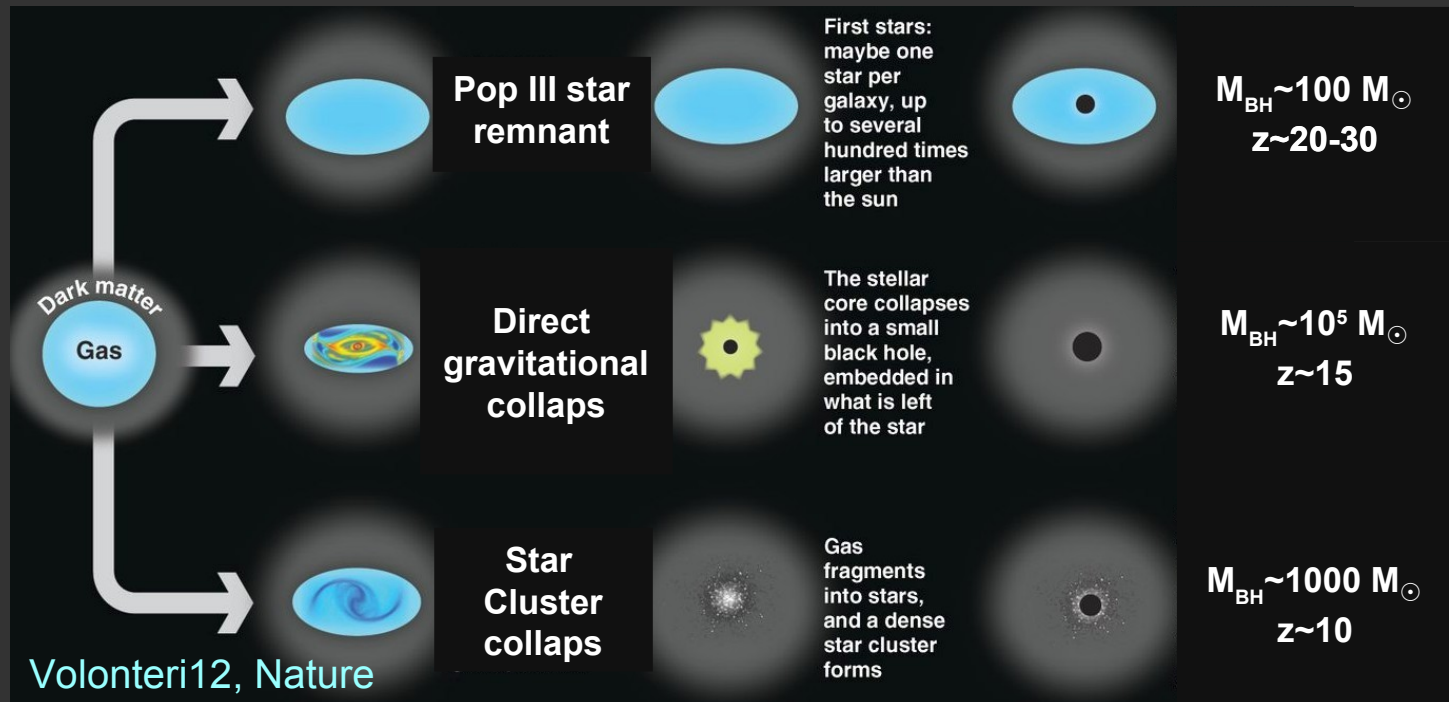 Dark matter
Gas
Pop III star
remnant
First stars:
maybe one
star per
galaxy, up
to several
hundred times
larger than
the sun
M_BH~100 M☉
z~20-30
Direct
gravitational
collaps
The stellar
core collapses
into a small
black hole,
embedded in
what is left
of the star
M_BH~10⁵ M☉
z~15
Star
Cluster
collaps
Gas
fragments
into stars,
and a dense
star cluster
forms
M_BH~1000 M☉
z~10
Volonteri12, Nature